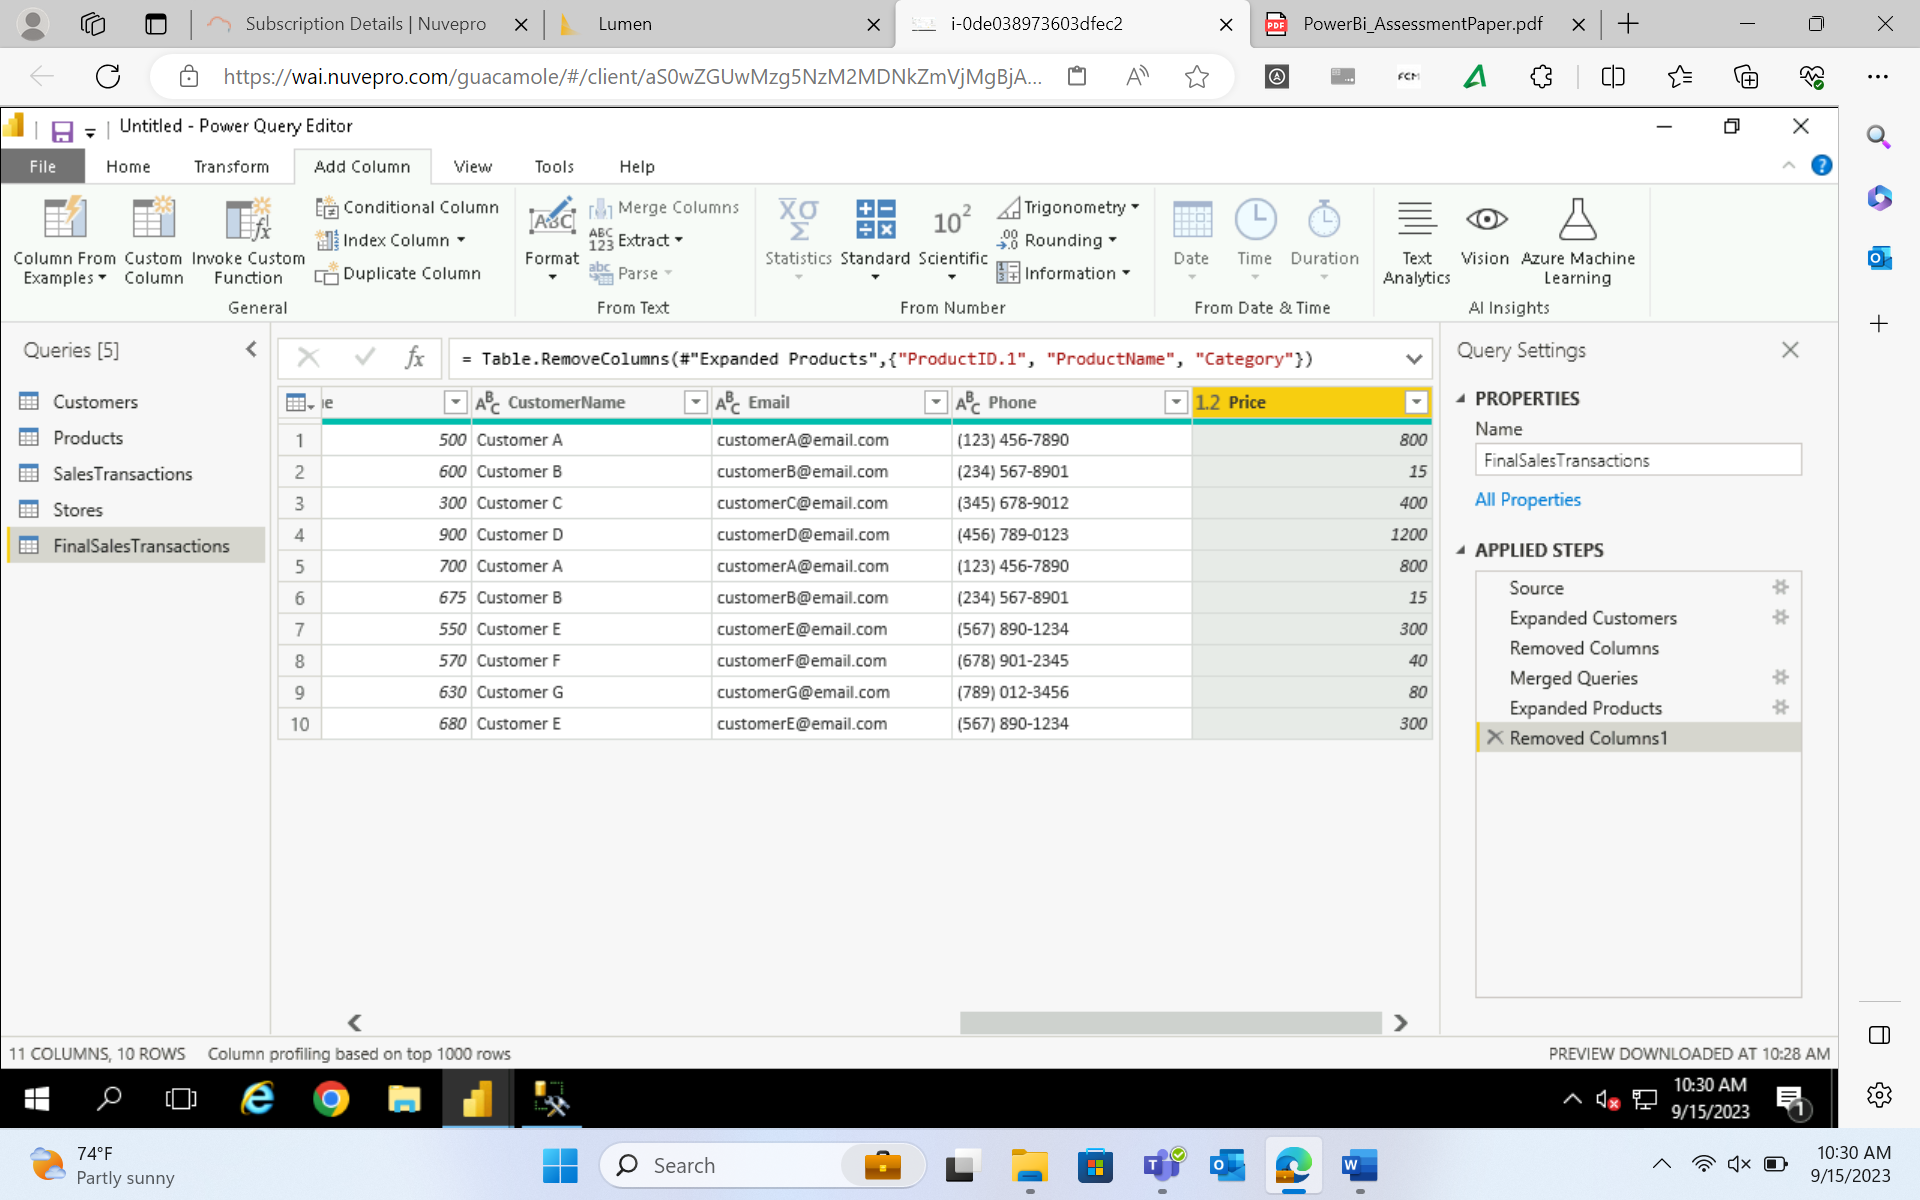 Subscription Details | Nuvepro
Lumen
i-0de038973603dfec2
PowerBi_AssessmentPaper.pdf
https://wai.nuvepro.com/guacamole/#/client/aS0wZGUwMzg5NzM2MDNkZmVjMgBjA...
Untitled - Power Query Editor
File Home Transform Add Column View Tools Help
Column From Examples
Custom Column
Invoke Custom Function
Conditional Column
Index Column
Duplicate Column
General
Format
Merge Columns
Extract
Parse
From Text
Statistics
Standard
Scientific
Trigonometry
Rounding
Information
From Number
Date
Time
Duration
From Date & Time
Text Analytics
Vision
Azure Machine Learning
AI Insights
Queries [5]
Customers
Products
SalesTransactions
Stores
FinalSalesTransactions
= Table.RemoveColumns(#"Expanded Products",{"ProductID.1", "ProductName", "Category"})
CustomerName Email Phone 1.2 Price
1 500 Customer A customerA@email.com (123) 456-7890 800
2 600 Customer B customerB@email.com (234) 567-8901 15
3 300 Customer C customerC@email.com (345) 678-9012 400
4 900 Customer D customerD@email.com (456) 789-0123 1200
5 700 Customer A customerA@email.com (123) 456-7890 800
6 675 Customer B customerB@email.com (234) 567-8901 15
7 550 Customer E customerE@email.com (567) 890-1234 300
8 570 Customer F customerF@email.com (678) 901-2345 40
9 630 Customer G customerG@email.com (789) 012-3456 80
10 680 Customer E customerE@email.com (567) 890-1234 300
Query Settings
PROPERTIES
Name
FinalSalesTransactions
All Properties
APPLIED STEPS
Source
Expanded Customers
Removed Columns
Merged Queries
Expanded Products
Removed Columns1
11 COLUMNS, 10 ROWS Column profiling based on top 1000 rows
PREVIEW DOWNLOADED AT 10:28 AM
10:30 AM
9/15/2023
1
74°F
Partly sunny
Search
10:30 AM
9/15/2023